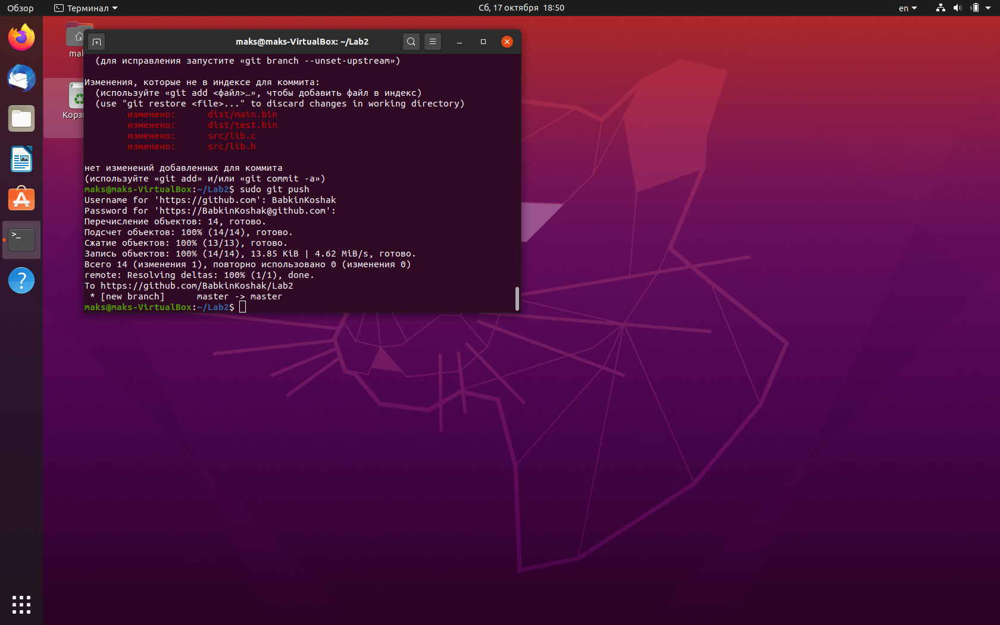 Обзор
Терминал
Сб, 17 октября 18:50
en
maks@maks-VirtualBox: ~/Lab2
(для исправления запустите «git branch --unset-upstream»)
Изменения, которые не в индексе для коммита:
(используйте «git add <файл>…», чтобы добавить файл в индекс)
(use "git restore <file>..." to discard changes in working directory)
изменено: dist/main.bin
изменено: dist/test.bin
изменено: src/lib.c
изменено: src/lib.h
нет изменений добавленных для коммита
(используйте «git add» и/или «git commit -a»)
maks@maks-VirtualBox:~/Lab2$ sudo git push
Username for 'https://github.com': BabkinKoshak
Password for 'https://BabkinKoshak@github.com':
Перечисление объектов: 14, готово.
Подсчет объектов: 100% (14/14), готово.
Сжатие объектов: 100% (13/13), готово.
Запись объектов: 100% (14/14), 13.85 KiB | 4.62 MiB/s, готово.
Всего 14 (изменения 1), повторно использовано 0 (изменения 0)
remote: Resolving deltas: 100% (1/1), done.
To https://github.com/BabkinKoshak/Lab2
* [new branch] master -> master
maks@maks-VirtualBox:~/Lab2$